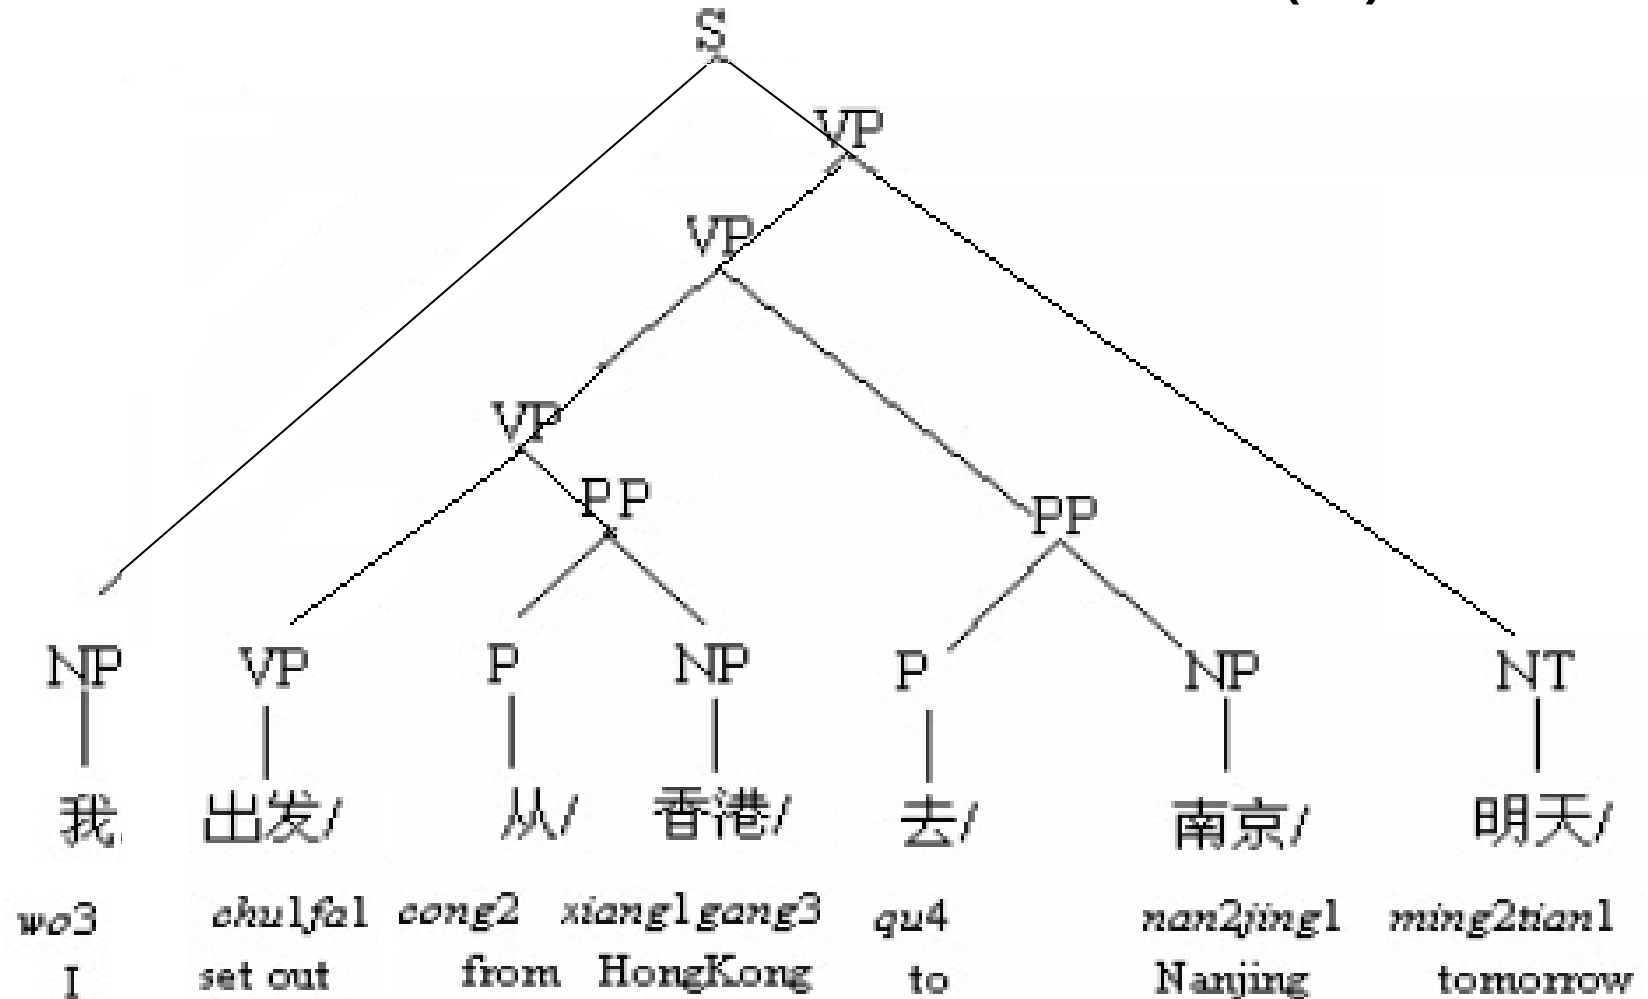 S
VP
VP
VP
PP
PP
NP VP P NP P NP NT
我 出发/ 从/ 香港/ 去/ 南京/ 明天/
wo3 chu1fa1 cong2 xiang1gang3 qu4 nan2jing1 ming2tian1
I set out from HongKong to Nanjing tomorrow